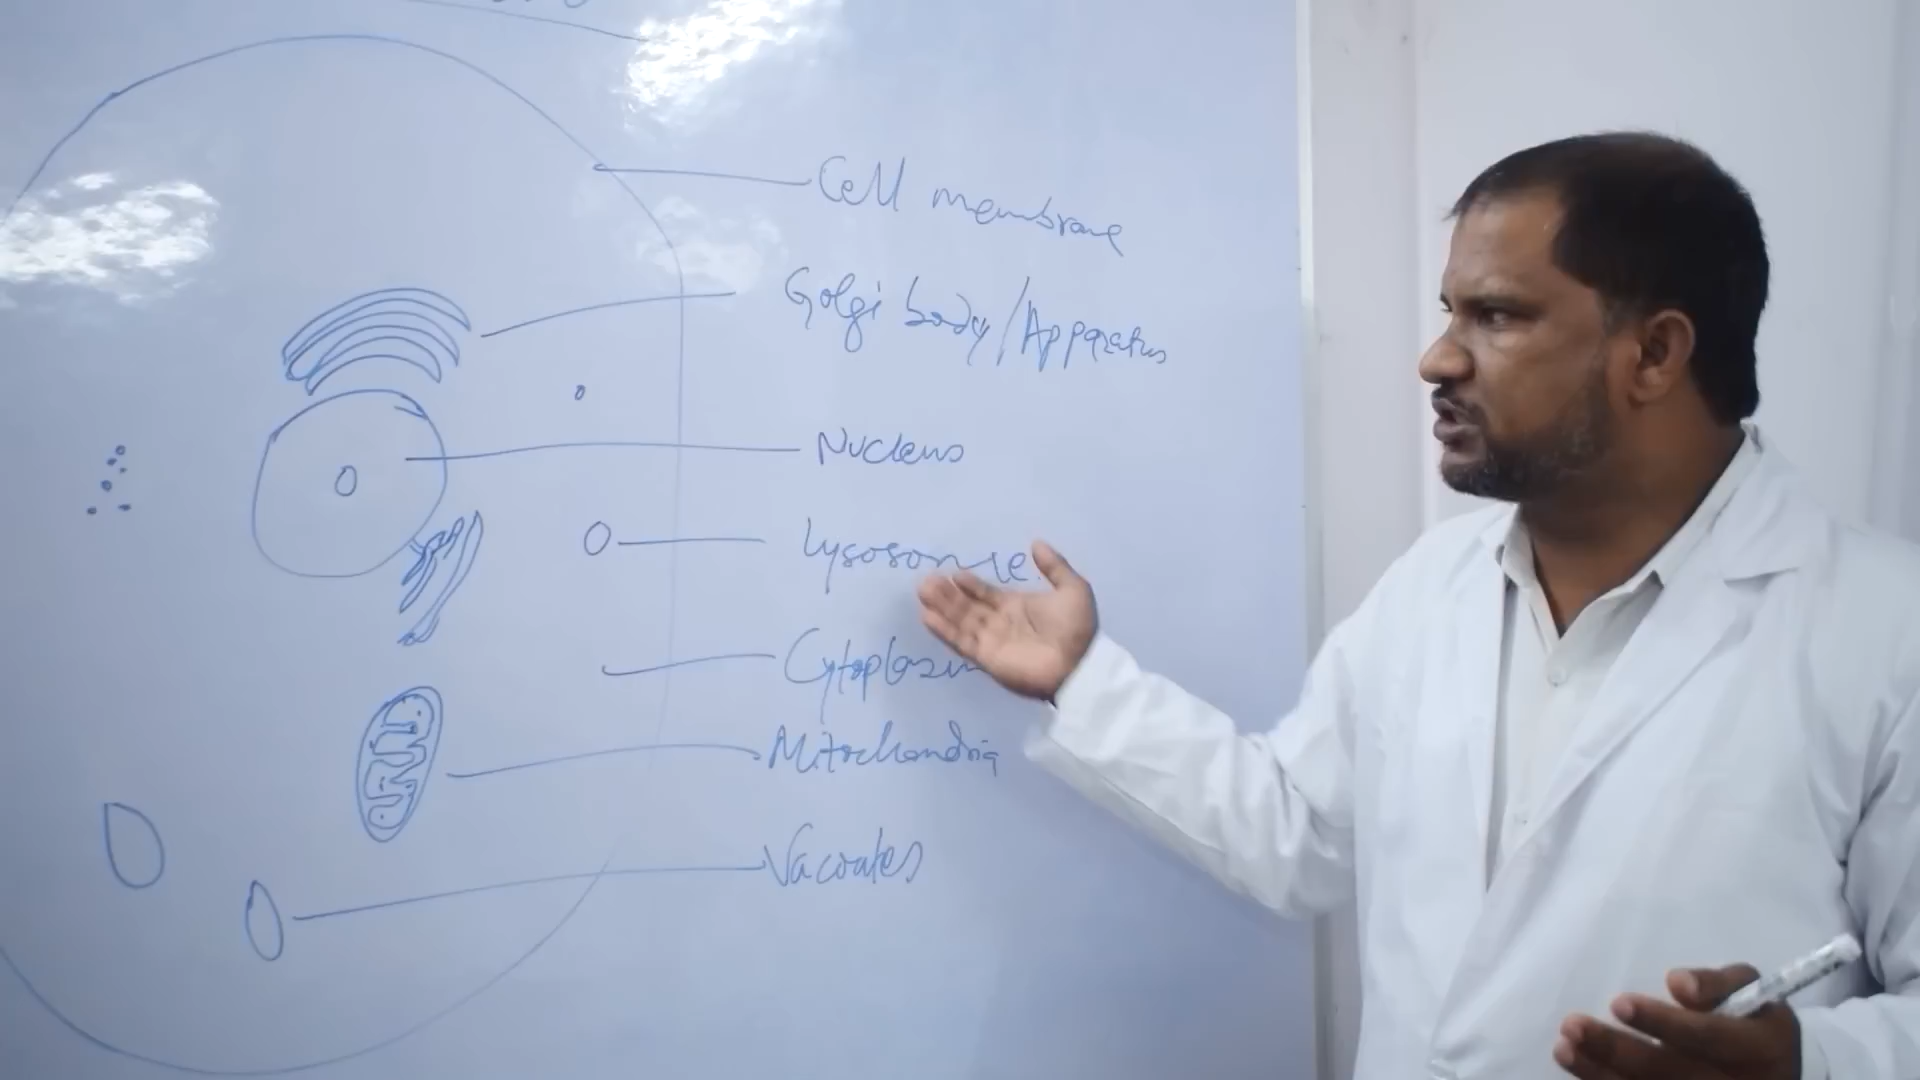 Cell membrane
Golgi body/Apparatus
Nucleus
Lysosome
Cytoplasm
Mitochondria
Vacoules